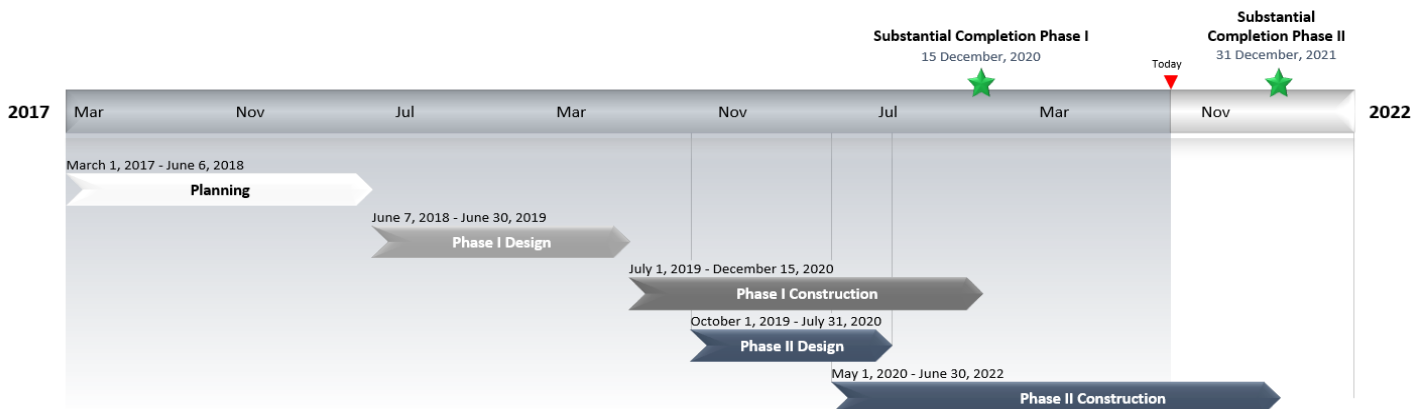 Substantial
Completion Phase II
31 December, 2021
Substantial Completion Phase I
15 December, 2020
Today
2017 Mar Nov Jul Mar Nov Jul Mar Nov 2022
March 1, 2017 - June 6, 2018
Planning
June 7, 2018 - June 30, 2019
Phase I Design
July 1, 2019 - December 15, 2020
Phase I Construction
October 1, 2019 - July 31, 2020
Phase II Design
May 1, 2020 - June 30, 2022
Phase II Construction